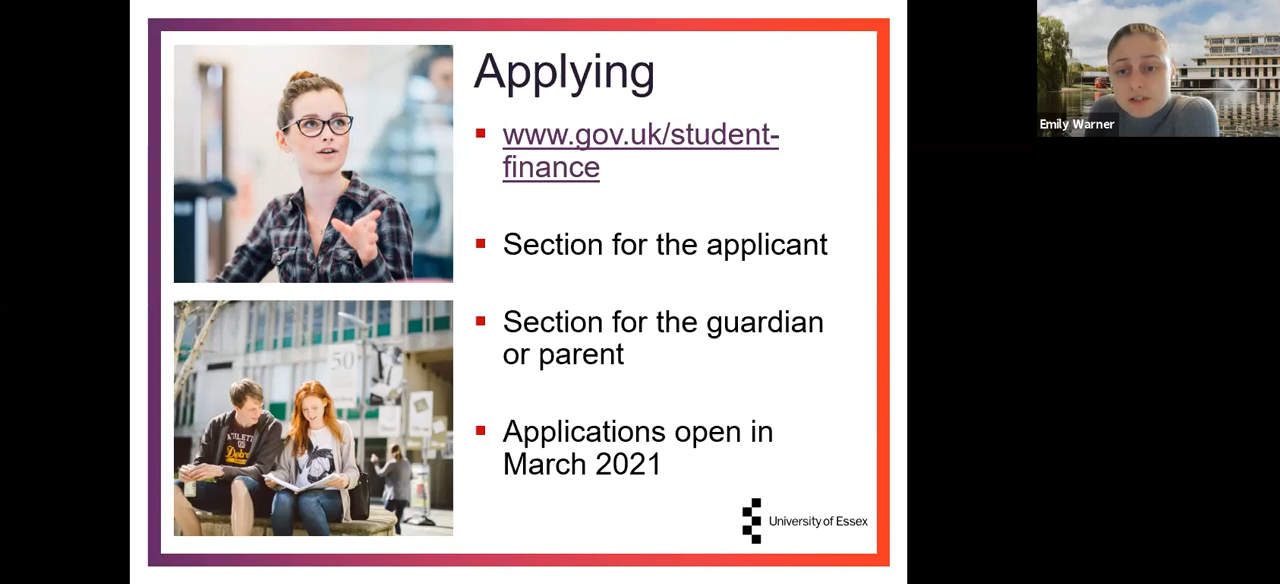 Applying
www.gov.uk/student-
finance
Section for the applicant
Section for the guardian
or parent
Applications open in
March 2021
University of Essex
Emily Warner
50